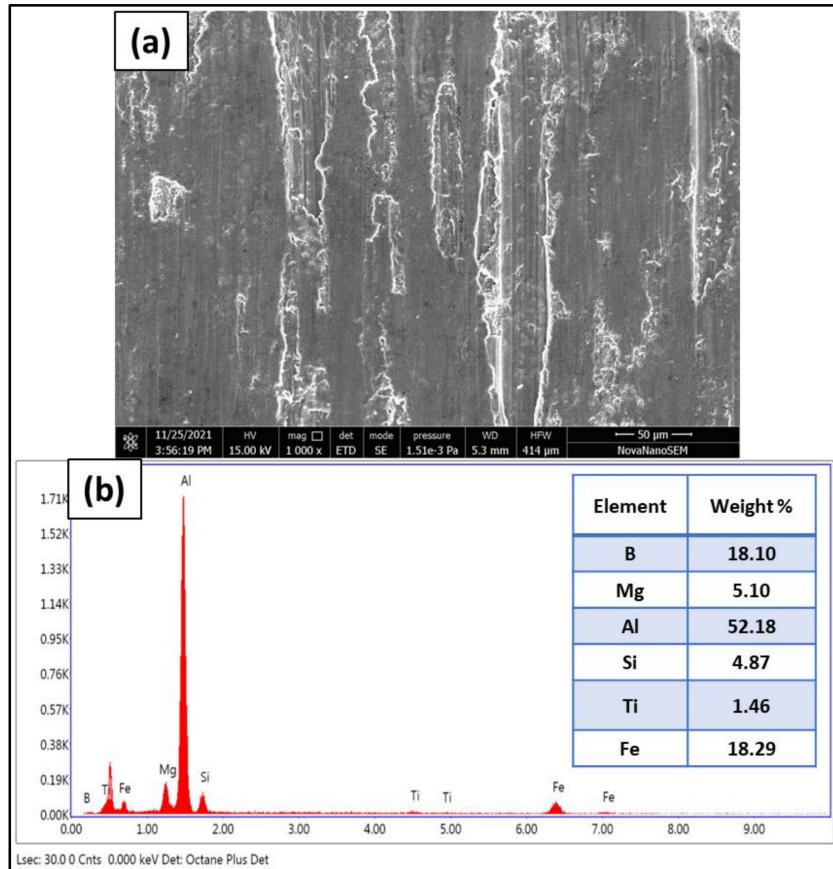 (a)
11/25/2021 HV mag □ det mode pressure WD HFW 50 µm
3:56:19 PM 15.00 kV 1 000 x ETD SE 1.51e-3 Pa 5.3 mm 414 µm NovaNanoSEM
(b)
Element Weight %
B 18.10
Mg 5.10
Al 52.18
Si 4.87
Ti 1.46
Fe 18.29
1.71K
1.52K
1.33K
1.14K
0.95K
0.76K
0.57K
0.38K
0.19K
0.00K
Al
B Ti Fe Mg Si Ti Ti Fe Fe
0.00 1.00 2.00 3.00 4.00 5.00 6.00 7.00 8.00 9.00
Lsec: 30.0 0 Cnts 0.000 keV Det: Octane Plus Det